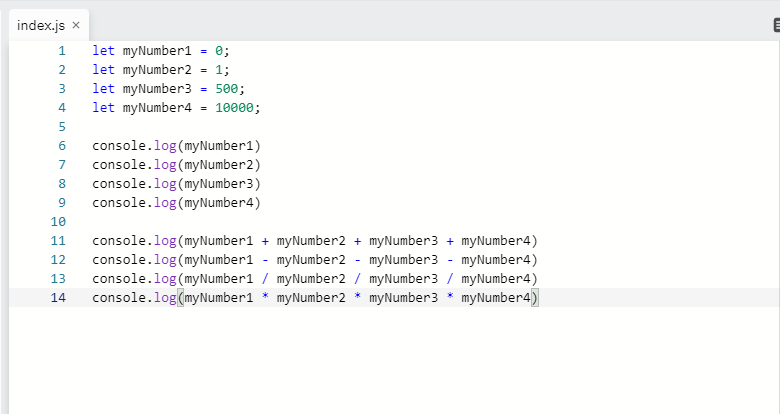 index.js ×
1 let myNumber1 = 0;
2 let myNumber2 = 1;
3 let myNumber3 = 500;
4 let myNumber4 = 10000;
5
6 console.log(myNumber1)
7 console.log(myNumber2)
8 console.log(myNumber3)
9 console.log(myNumber4)
10
11 console.log(myNumber1 + myNumber2 + myNumber3 + myNumber4)
12 console.log(myNumber1 - myNumber2 - myNumber3 - myNumber4)
13 console.log(myNumber1 / myNumber2 / myNumber3 / myNumber4)
14 console.log(myNumber1 * myNumber2 * myNumber3 * myNumber4)